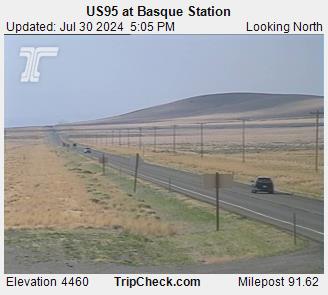 US95 at Basque Station
Updated: Jul 30 2024 5:05 PM Looking North
Elevation 4460 TripCheck.com Milepost 91.62